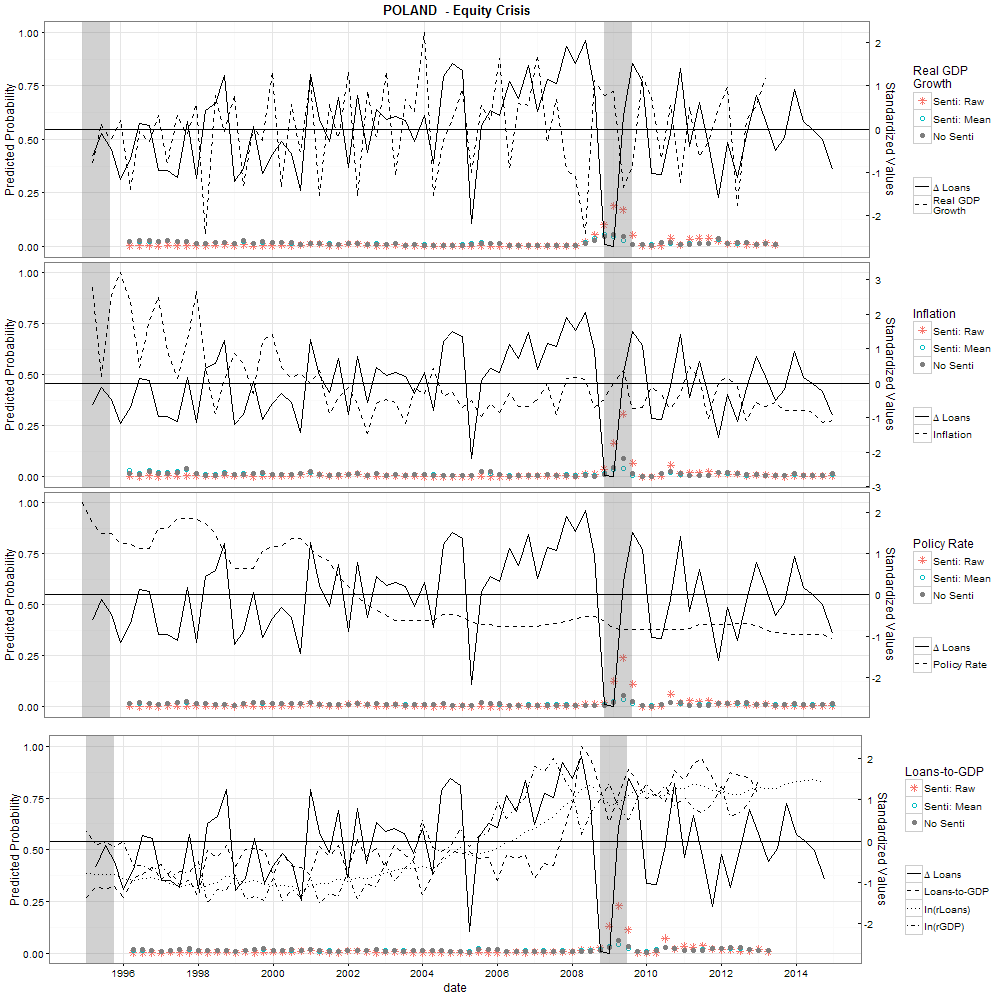 POLAND - Equity Crisis
1.00
0.75
0.50
0.25
0.00
Predicted Probability
2
1
0
-1
-2
Standardized Values
Real GDP
Growth
Senti: Raw
Senti: Mean
No Senti
Δ Loans
Real GDP
Growth
1.00
0.75
0.50
0.25
0.00
Predicted Probability
3
2
1
0
-1
-2
-3
Standardized Values
Inflation
Senti: Raw
Senti: Mean
No Senti
Δ Loans
Inflation
1.00
0.75
0.50
0.25
0.00
Predicted Probability
2
1
0
-1
-2
Standardized Values
Policy Rate
Senti: Raw
Senti: Mean
No Senti
Δ Loans
Policy Rate
1.00
0.75
0.50
0.25
0.00
Predicted Probability
2
1
0
-1
-2
Standardized Values
Loans-to-GDP
Senti: Raw
Senti: Mean
No Senti
Δ Loans
Loans-to-GDP
ln(rLoans)
ln(rGDP)
1996 1998 2000 2002 2004 2006 2008 2010 2012 2014
date